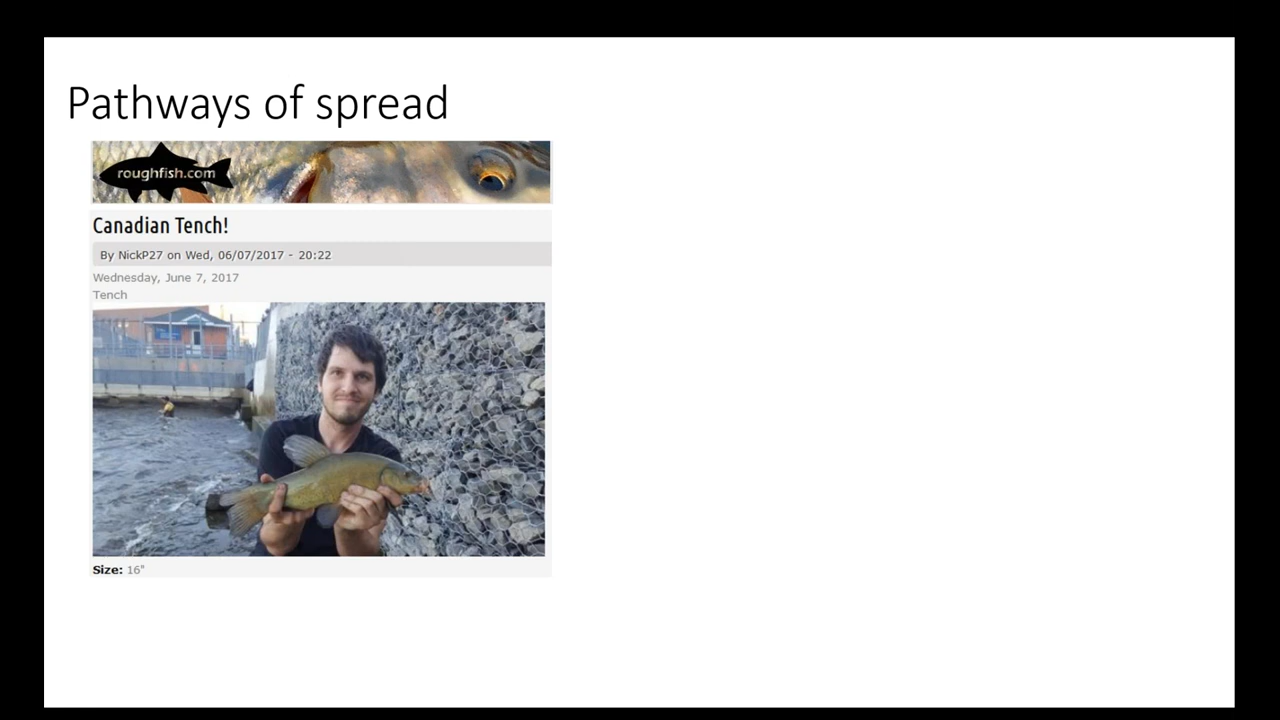 Pathways of spread
roughfish.com
Canadian Tench!
By NickP27 on Wed, 06/07/2017 - 20:22
Wednesday, June 7, 2017
Tench
Size: 16"